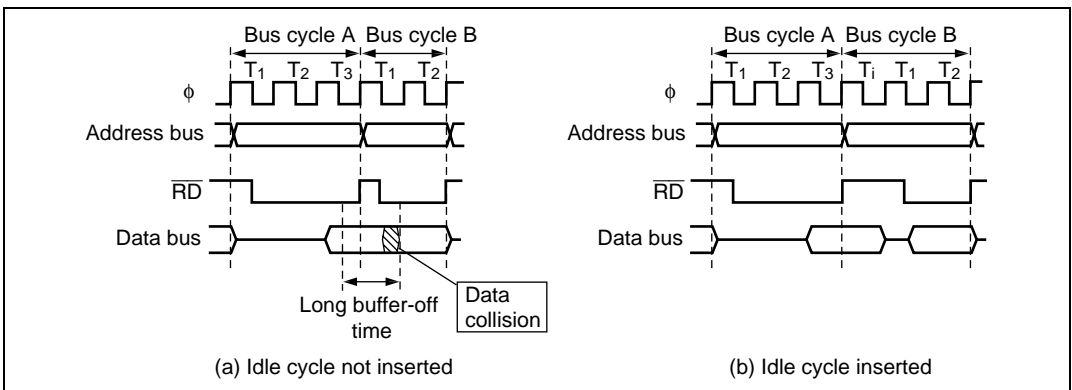 Bus cycle A Bus cycle B
T1 T2 T3 T1 T2
ϕ
Address bus
RD
Data bus
Long buffer-off
time
Data
collision
(a) Idle cycle not inserted
Bus cycle A Bus cycle B
T1 T2 T3 Ti T1 T2
ϕ
Address bus
RD
Data bus
(b) Idle cycle inserted